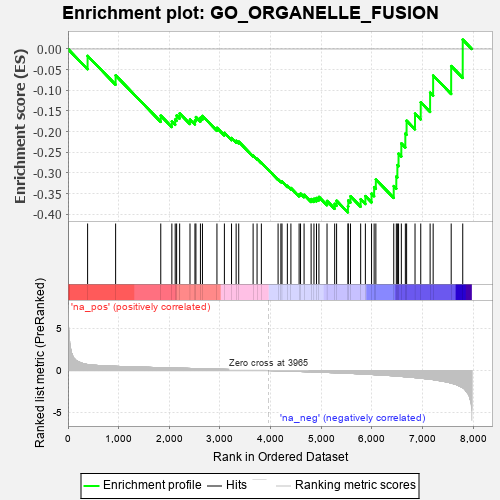 Enrichment plot: GO_ORGANELLE_FUSION
Enrichment score (ES)
0.00
-0.05
-0.10
-0.15
-0.20
-0.25
-0.30
-0.35
-0.40
'na_pos' (positively correlated)
Ranked list metric (PreRanked)
5
0
-5
Zero cross at 3965
'na_neg' (negatively correlated)
0 1,000 2,000 3,000 4,000 5,000 6,000 7,000 8,000
Rank in Ordered Dataset
Enrichment profile Hits Ranking metric scores